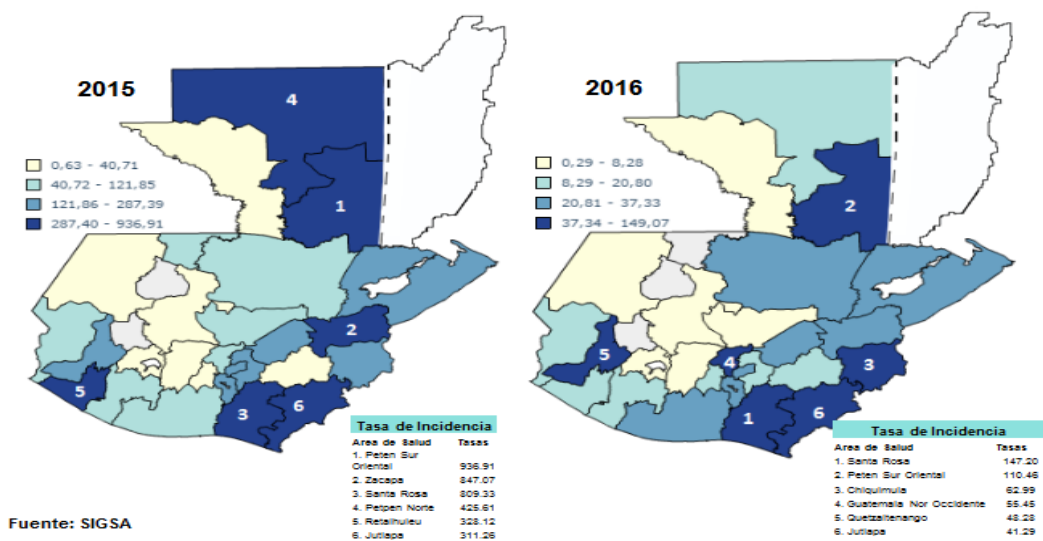 2015
4
0,63 - 40,71
40,72 - 121,85
121,86 - 287,39
287,40 - 936,91
1
2
5
3
6
Tasa de Incidencia
Area de Salud Tasas
1. Peten Sur
Oriental 936.91
2. Zacapa 847.07
3. Santa Rosa 809.33
4. Petpen Norte 425.61
5. Retalhuleu 328.12
6. Jutiapa 311.26
Fuente: SIGSA
2016
0,29 - 8,28
8,29 - 20,80
20,81 - 37,33
37,34 - 149,07
2
5
4
3
1
6
Tasa de Incidencia
Area de Salud Tasas
1. Santa Rosa 147.20
2. Peten Sur Oriental 110.46
3. Chiquimula 62.99
4. Guatemala Nor Occidente 55.45
5. Quetzaltenango 48.28
6. Jutiapa 41.29